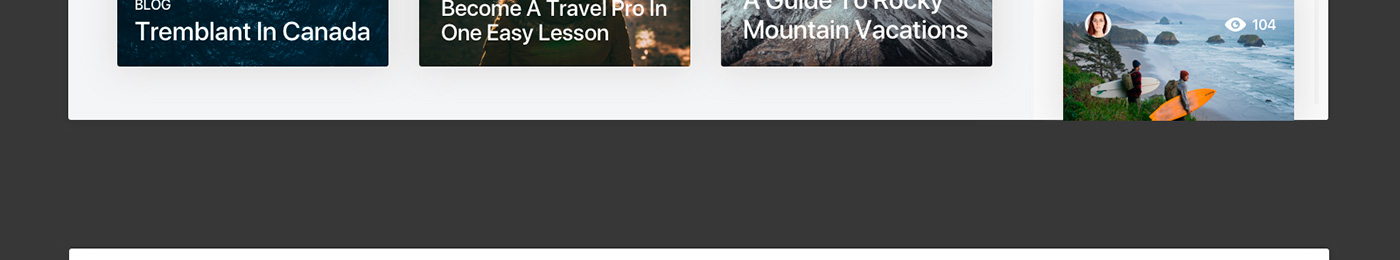 BLOG
Tremblant In Canada
Become A Travel Pro In
One Easy Lesson
A Guide To Rocky
Mountain Vacations
104